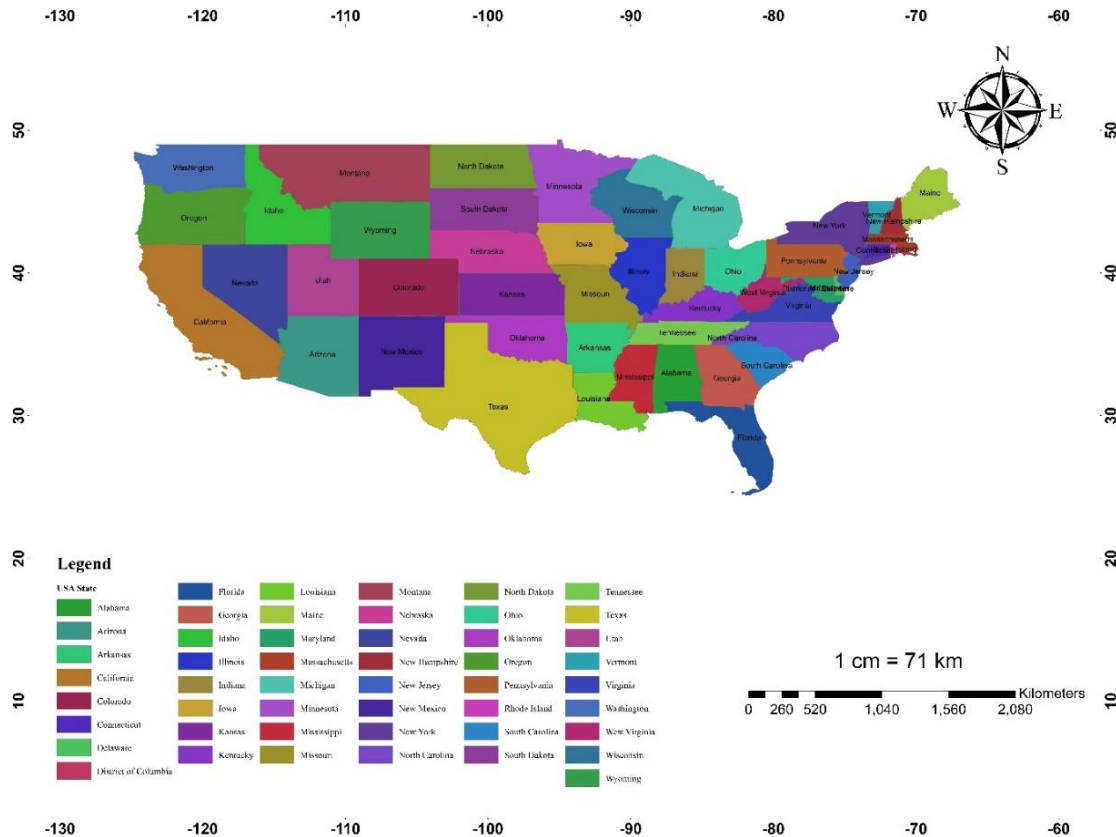 -130 -120 -110 -100 -90 -80 -70 -60
N
W E
S
50 50
Washington
Montana
North Dakota
Minnesota
Maine
Oregon
Idaho
Wyoming
South Dakota
Wisconsin
Michigan
Vermont
New Hampshire
New York
Massachusetts
Nebraska
Iowa
40 40
Nevada
Utah
Colorado
Kansas
Missouri
Illinois
Indiana
Ohio
Pennsylvania
New Jersey
West Virginia
Virginia
Kentucky
California
Arizona
New Mexico
Oklahoma
Arkansas
Tennessee
North Carolina
South Carolina
Mississippi
Alabama
Georgia
Texas
Louisiana
Florida
30 30
20 20
Legend
USA State
Alabama
Arizona
Arkansas
California
Colorado
Connecticut
Delaware
District of Columbia
Florida
Georgia
Idaho
Illinois
Indiana
Iowa
Kansas
Kentucky
Louisiana
Maine
Maryland
Massachusetts
Michigan
Minnesota
Mississippi
Missouri
Montana
Nebraska
Nevada
New Hampshire
New Jersey
New Mexico
New York
North Carolina
North Dakota
Ohio
Oklahoma
Oregon
Pennsylvania
Rhode Island
South Carolina
South Dakota
Tennessee
Texas
Utah
Vermont
Virginia
Washington
West Virginia
Wisconsin
Wyoming
1 cm = 71 km
Kilometers
0 260 520 1,040 1,560 2,080
10 10
-130 -120 -110 -100 -90 -80 -70 -60